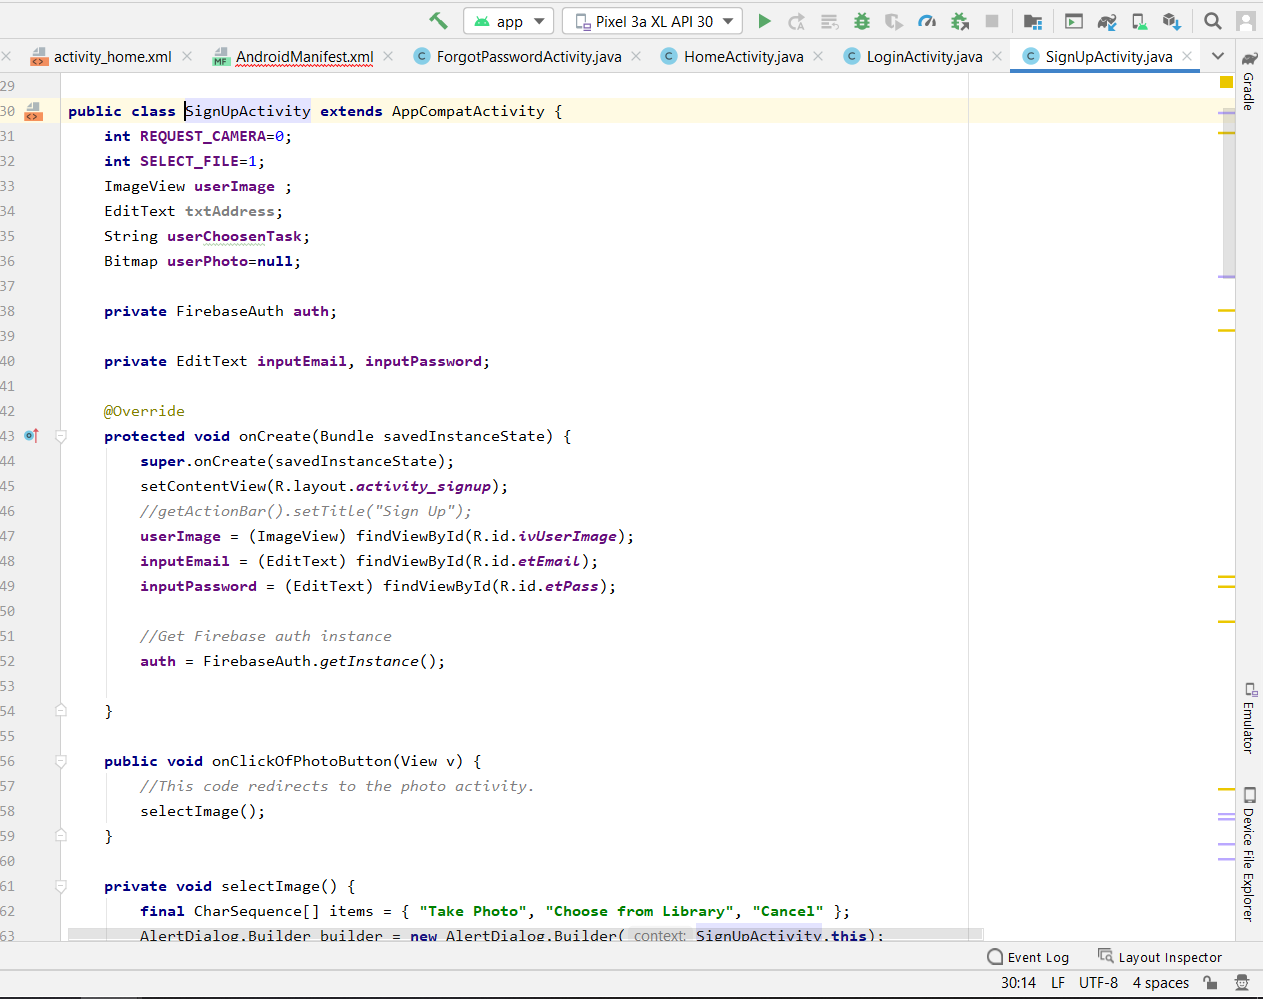 app
Pixel 3a XL API 30
activity_home.xml
AndroidManifest.xml
ForgotPasswordActivity.java
HomeActivity.java
LoginActivity.java
SignUpActivity.java
29
30 public class SignUpActivity extends AppCompatActivity {
31 int REQUEST_CAMERA=0;
32 int SELECT_FILE=1;
33 ImageView userImage ;
34 EditText txtAddress;
35 String userChoosenTask;
36 Bitmap userPhoto=null;
37
38 private FirebaseAuth auth;
39
40 private EditText inputEmail, inputPassword;
41
42 @Override
43 protected void onCreate(Bundle savedInstanceState) {
44 super.onCreate(savedInstanceState);
45 setContentView(R.layout.activity_signup);
46 //getActionBar().setTitle("Sign Up");
47 userImage = (ImageView) findViewById(R.id.ivUserImage);
48 inputEmail = (EditText) findViewById(R.id.etEmail);
49 inputPassword = (EditText) findViewById(R.id.etPass);
50
51 //Get Firebase auth instance
52 auth = FirebaseAuth.getInstance();
53
54 }
55
56 public void onClickOfPhotoButton(View v) {
57 //This code redirects to the photo activity.
58 selectImage();
59 }
60
61 private void selectImage() {
62 final CharSequence[] items = { "Take Photo", "Choose from Library", "Cancel" };
63 AlertDialog.Builder builder = new AlertDialog.Builder( context: SignUpActivity.this);
Gradle
Emulator
Device File Explorer
Event Log
Layout Inspector
30:14 LF UTF-8 4 spaces